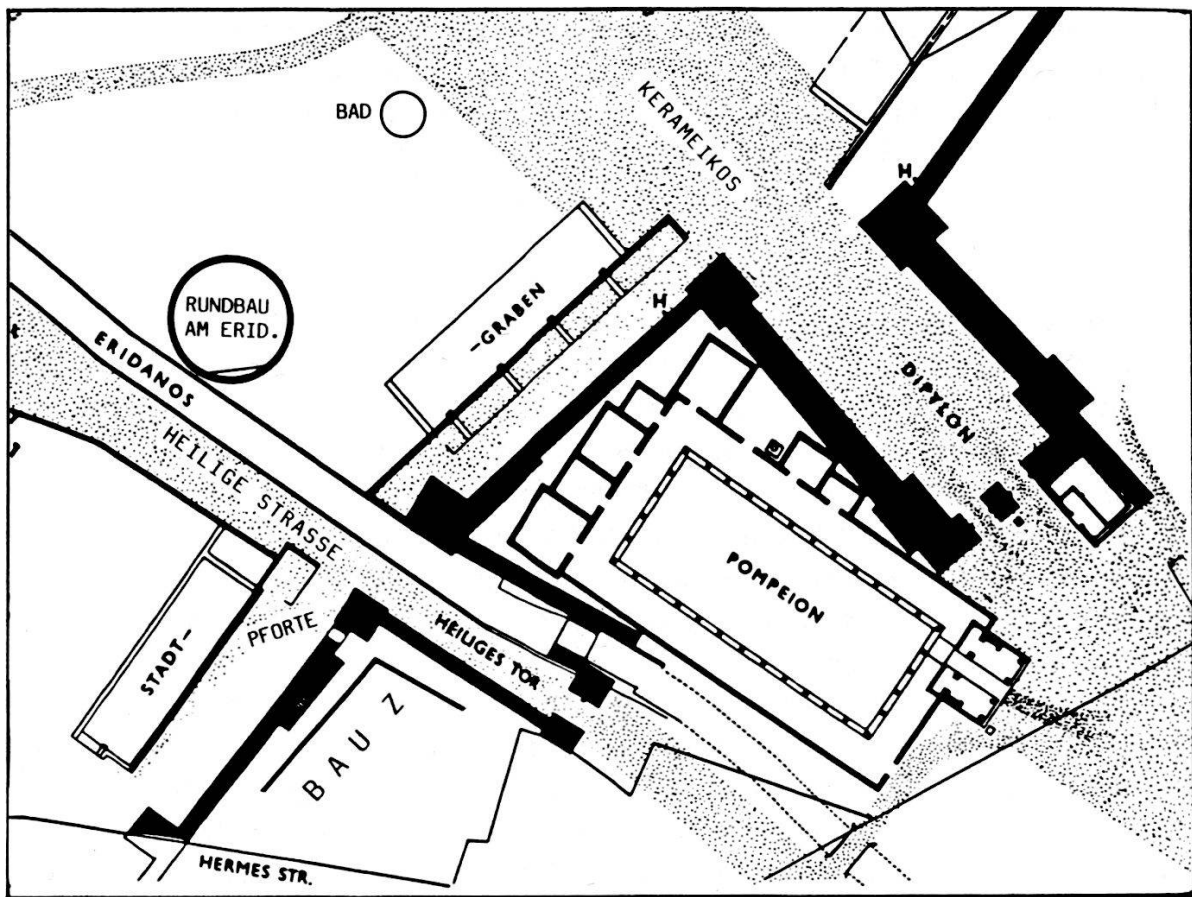 BAD
KERAMEIKOS
H.
RUNDBAU
AM ERID.
H.
-GRABEN
ERIDANOS
HEILIGE STRASSE
DIPYLON
POMPEION
PFORTE
HEILIGES TOR
STADT-
BAU Z
HERMES STR.